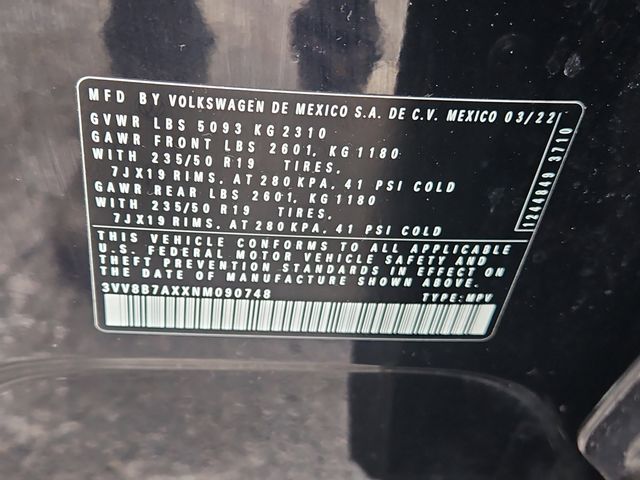 MFD BY VOLKSWAGEN DE MEXICO S.A. DE C.V. MEXICO 03/22
GVWR LBS 5093 KG 2310
GAWR FRONT LBS 2601, KG 1180
WITH 235/50 R19 TIRES.
7JX19 RIMS, AT 280 KPA, 41 PSI COLD
GAWR REAR LBS 2601, KG 1180
WITH 235/50 R19 TIRES.
7JX19 RIMS, AT 280 KPA, 41 PSI COLD
THIS VEHICLE CONFORMS TO ALL APPLICABLE
U.S. FEDERAL MOTOR VEHICLE SAFETY AND
THEFT PREVENTION STANDARDS IN EFFECT ON
THE DATE OF MANUFACTURE SHOWN ABOVE.
3VV8B7AXXNM090748 TYPE:MPV
1244849 3710